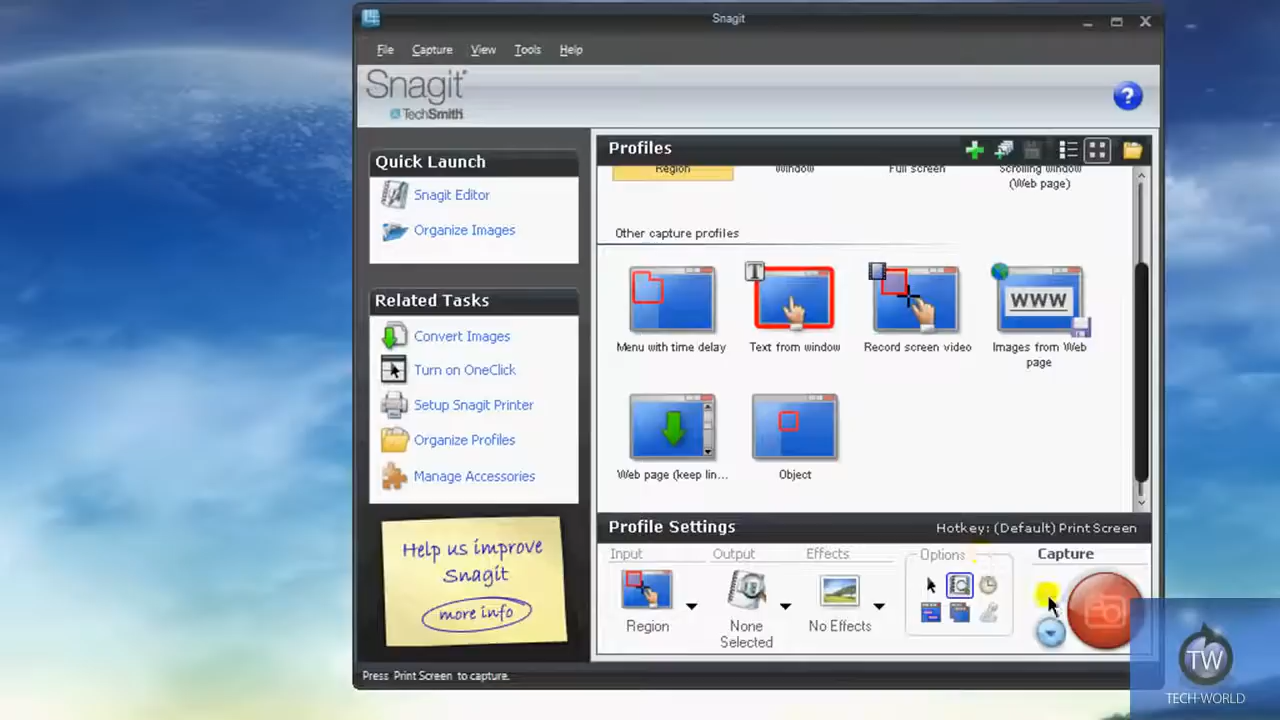 Snagit
File Capture View Tools Help
Snagit
TechSmith
?
Quick Launch
Snagit Editor
Organize Images
Related Tasks
Convert Images
Turn on OneClick
Setup Snagit Printer
Organize Profiles
Manage Accessories
Help us improve
Snagit
more info
Profiles
Region Window Full screen Scrolling window
(Web page)
Other capture profiles
T
WWW
Menu with time delay Text from window Record screen video Images from Web
page
Web page (keep lin... Object
Profile Settings Hotkey: (Default) Print Screen
Input Output Effects Options Capture
Region None
Selected No Effects
Press Print Screen to capture.
TW
TECH-WORLD